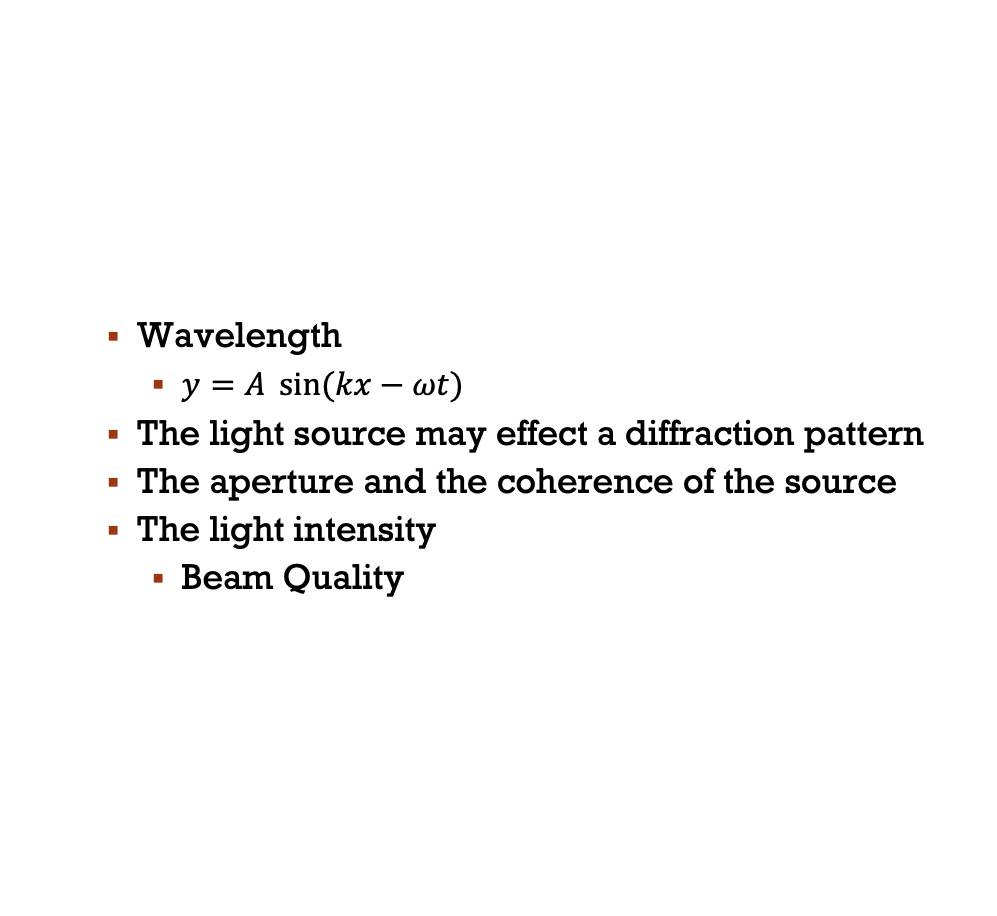 ▪ Wavelength
▪ y = A sin(kx − ωt)
▪ The light source may effect a diffraction pattern
▪ The aperture and the coherence of the source
▪ The light intensity
▪ Beam Quality